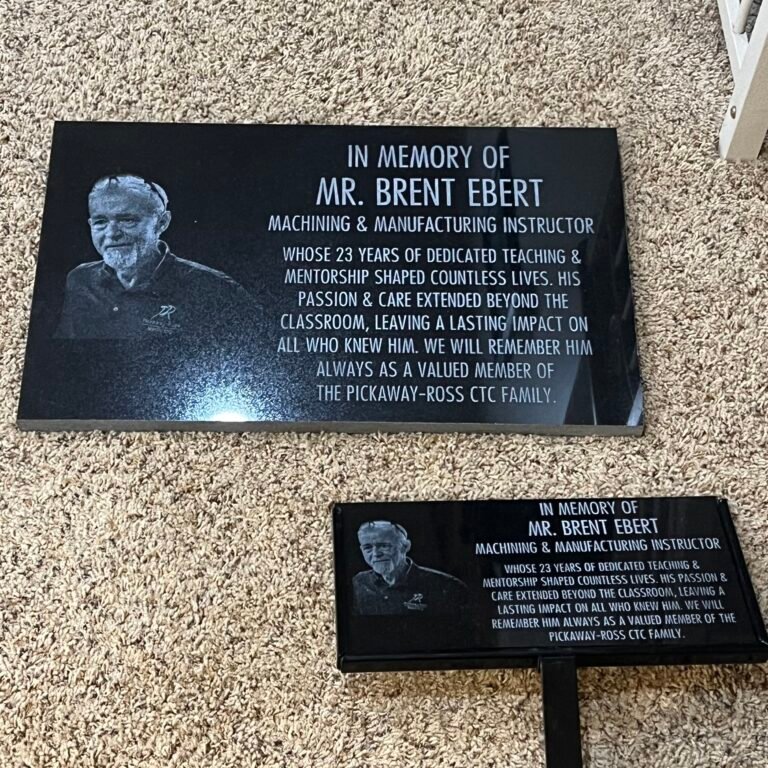 IN MEMORY OF
MR. BRENT EBERT
MACHINING & MANUFACTURING INSTRUCTOR
WHOSE 23 YEARS OF DEDICATED TEACHING &
MENTORSHIP SHAPED COUNTLESS LIVES. HIS
PASSION & CARE EXTENDED BEYOND THE
CLASSROOM, LEAVING A LASTING IMPACT ON
ALL WHO KNEW HIM. WE WILL REMEMBER HIM
ALWAYS AS A VALUED MEMBER OF
THE PICKAWAY-ROSS CTC FAMILY.
IN MEMORY OF
MR. BRENT EBERT
MACHINING & MANUFACTURING INSTRUCTOR
WHOSE 23 YEARS OF DEDICATED TEACHING &
MENTORSHIP SHAPED COUNTLESS LIVES. HIS PASSION &
CARE EXTENDED BEYOND THE CLASSROOM, LEAVING A
LASTING IMPACT ON ALL WHO KNEW HIM. WE WILL
REMEMBER HIM ALWAYS AS A VALUED MEMBER OF THE
PICKAWAY-ROSS CTC FAMILY.